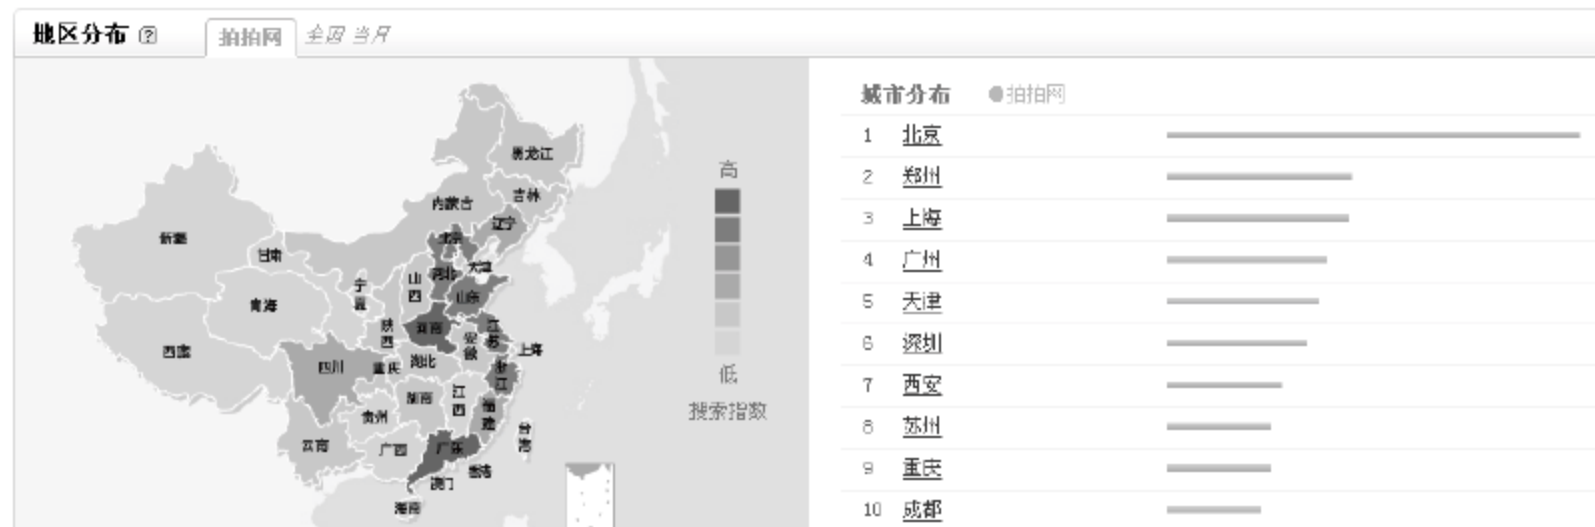 地区分布 ? 拍拍网 全国 当月
城市分布 拍拍网
1 北京
2 郑州
3 上海
4 广州
5 天津
6 深圳
7 西安
8 苏州
9 重庆
10 成都
高
低
搜索指数
黑龙江
吉林
内蒙古
辽宁
新疆
北京
甘肃
天津
河北
山西
宁夏
山东
青海
河南
陕西
江苏
安徽
上海
西藏
湖北
四川
重庆
浙江
湖南
江西
福建
贵州
云南
广西
广东
台湾
香港
澳门
海南